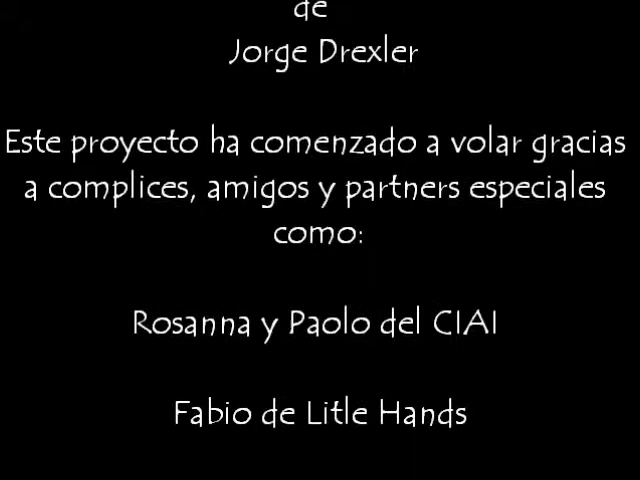 de
Jorge Drexler
Este proyecto ha comenzado a volar gracias
a complices, amigos y partners especiales
como:
Rosanna y Paolo del CIAI
Fabio de Litle Hands